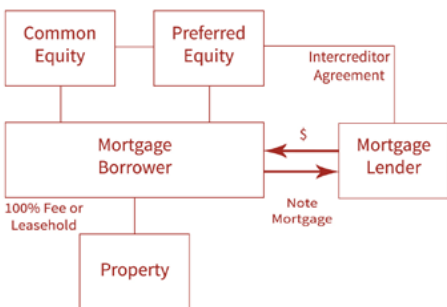 Common
Equity
Preferred
Equity
Intercreditor
Agreement
Mortgage
Borrower
$
Mortgage
Lender
100% Fee or
Leasehold
Note
Mortgage
Property